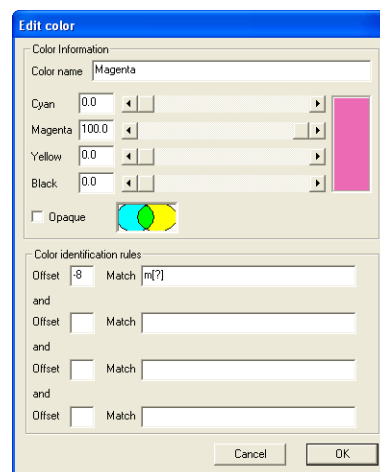 Edit color
Color Information
Color name Magenta
Cyan 0.0
Magenta 100.0
Yellow 0.0
Black 0.0
Opaque
Color identification rules
Offset -8 Match m[?]
and
Offset Match
and
Offset Match
and
Offset Match
Cancel OK